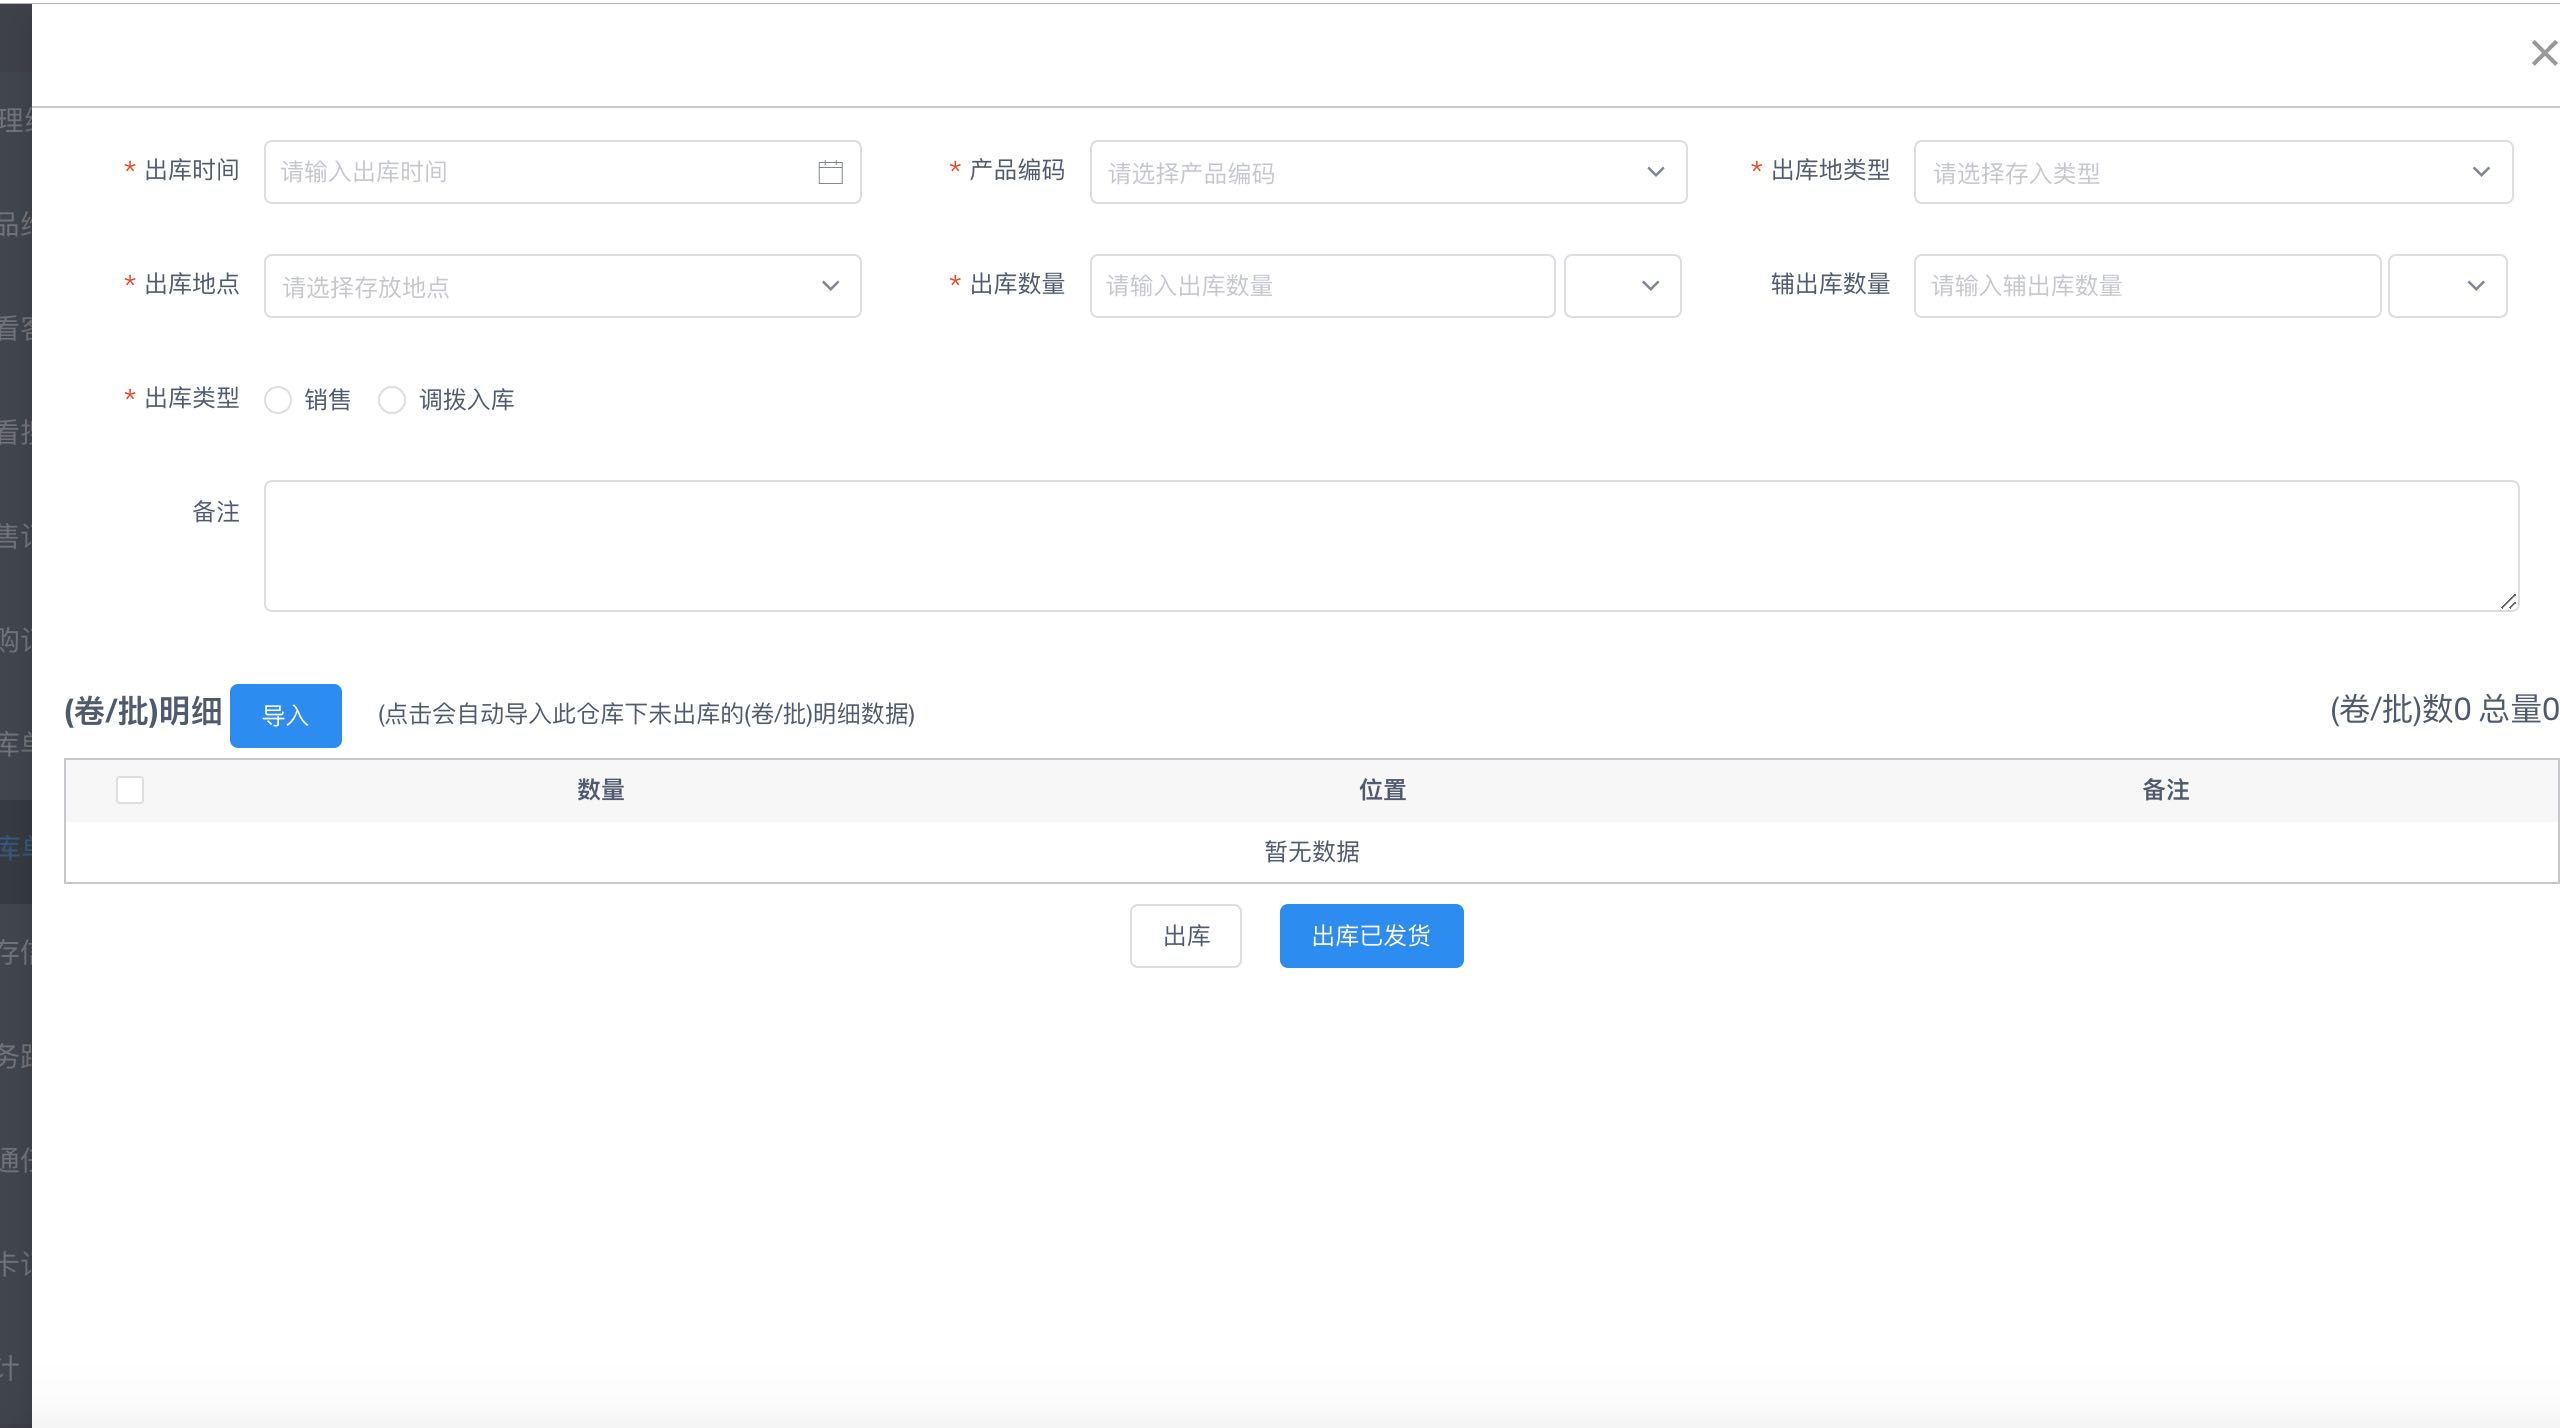 * 出库时间 请输入出库时间 * 产品编码 请选择产品编码 * 出库地类型 请选择存入类型
* 出库地点 请选择存放地点 * 出库数量 请输入出库数量 辅出库数量 请输入辅出库数量
* 出库类型 销售 调拨入库
备注
(卷/批)明细 导入 (点击会自动导入此仓库下未出库的(卷/批)明细数据) (卷/批)数0 总量0
数量 位置 备注
暂无数据
出库 出库已发货
理
品
看客
看
售
购
库单
库单
存
务
通
卡
计